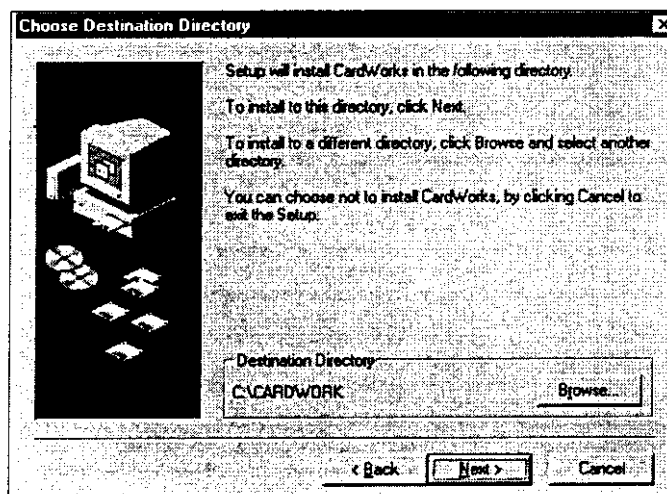 Choose Destination Directory
Setup will install CardWorks in the following directory.
To install to this directory, click Next.
To install to a different directory, click Browse and select another
directory.
You can choose not to install CardWorks, by clicking Cancel to
exit the Setup.
Destination Directory
C:\CARDWORK
Browse...
< Back
Next >
Cancel